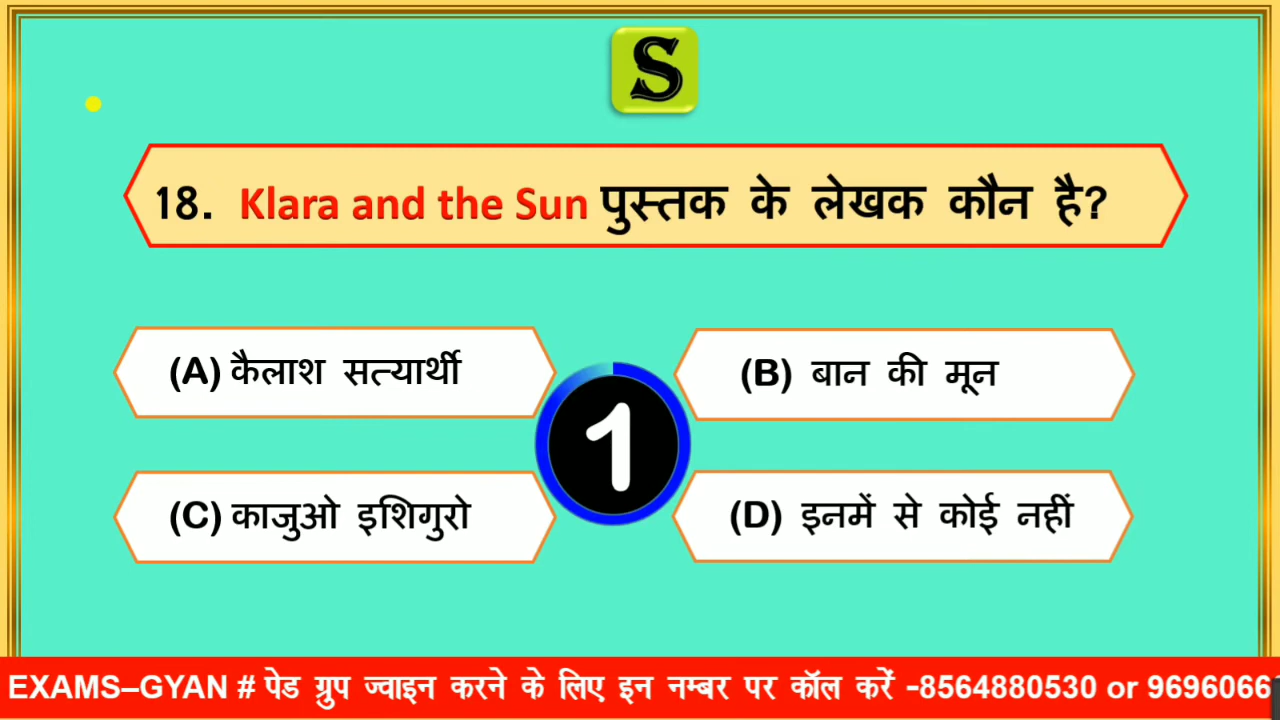 S
18. Klara and the Sun पुस्तक के लेखक कौन है?
(A) कैलाश सत्यार्थी
(B) बान की मून
1
(C) काजुओ इशिगुरो
(D) इनमें से कोई नहीं
EXAMS–GYAN # पेड ग्रुप ज्वाइन करने के लिए इन नम्बर पर कॉल करें -8564880530 or 9696066